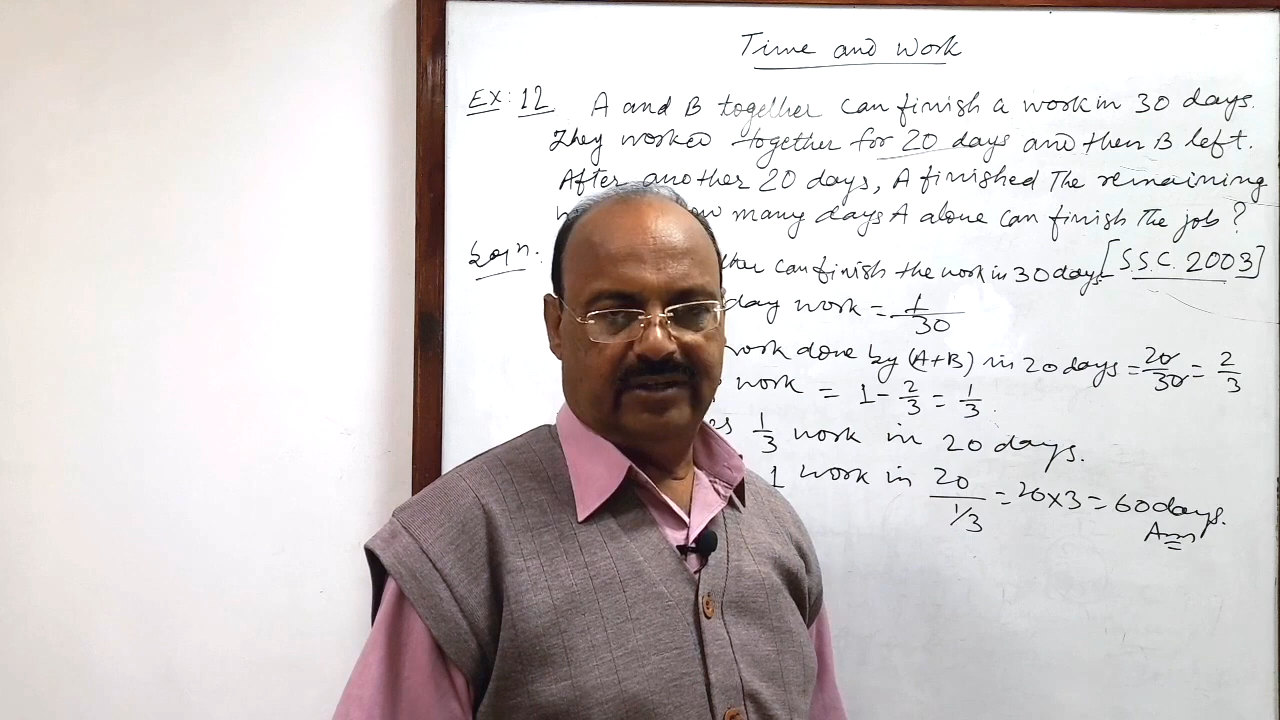 Time and Work
Ex: 12 A and B together can finish a work in 30 days.
They worked together for 20 days and then B left.
After another 20 days, A finished The remaining
many days A alone can finish The job?
Soln. can finish the work in 30 days. [S.S.C. 2003]
day work = 1/30
work done by (A+B) in 20 days = 20/30 = 2/3
work = 1 - 2/3 = 1/3.
1/3 work in 20 days.
1 work in 20/1/3 = 20×3 = 60 days.
Ans